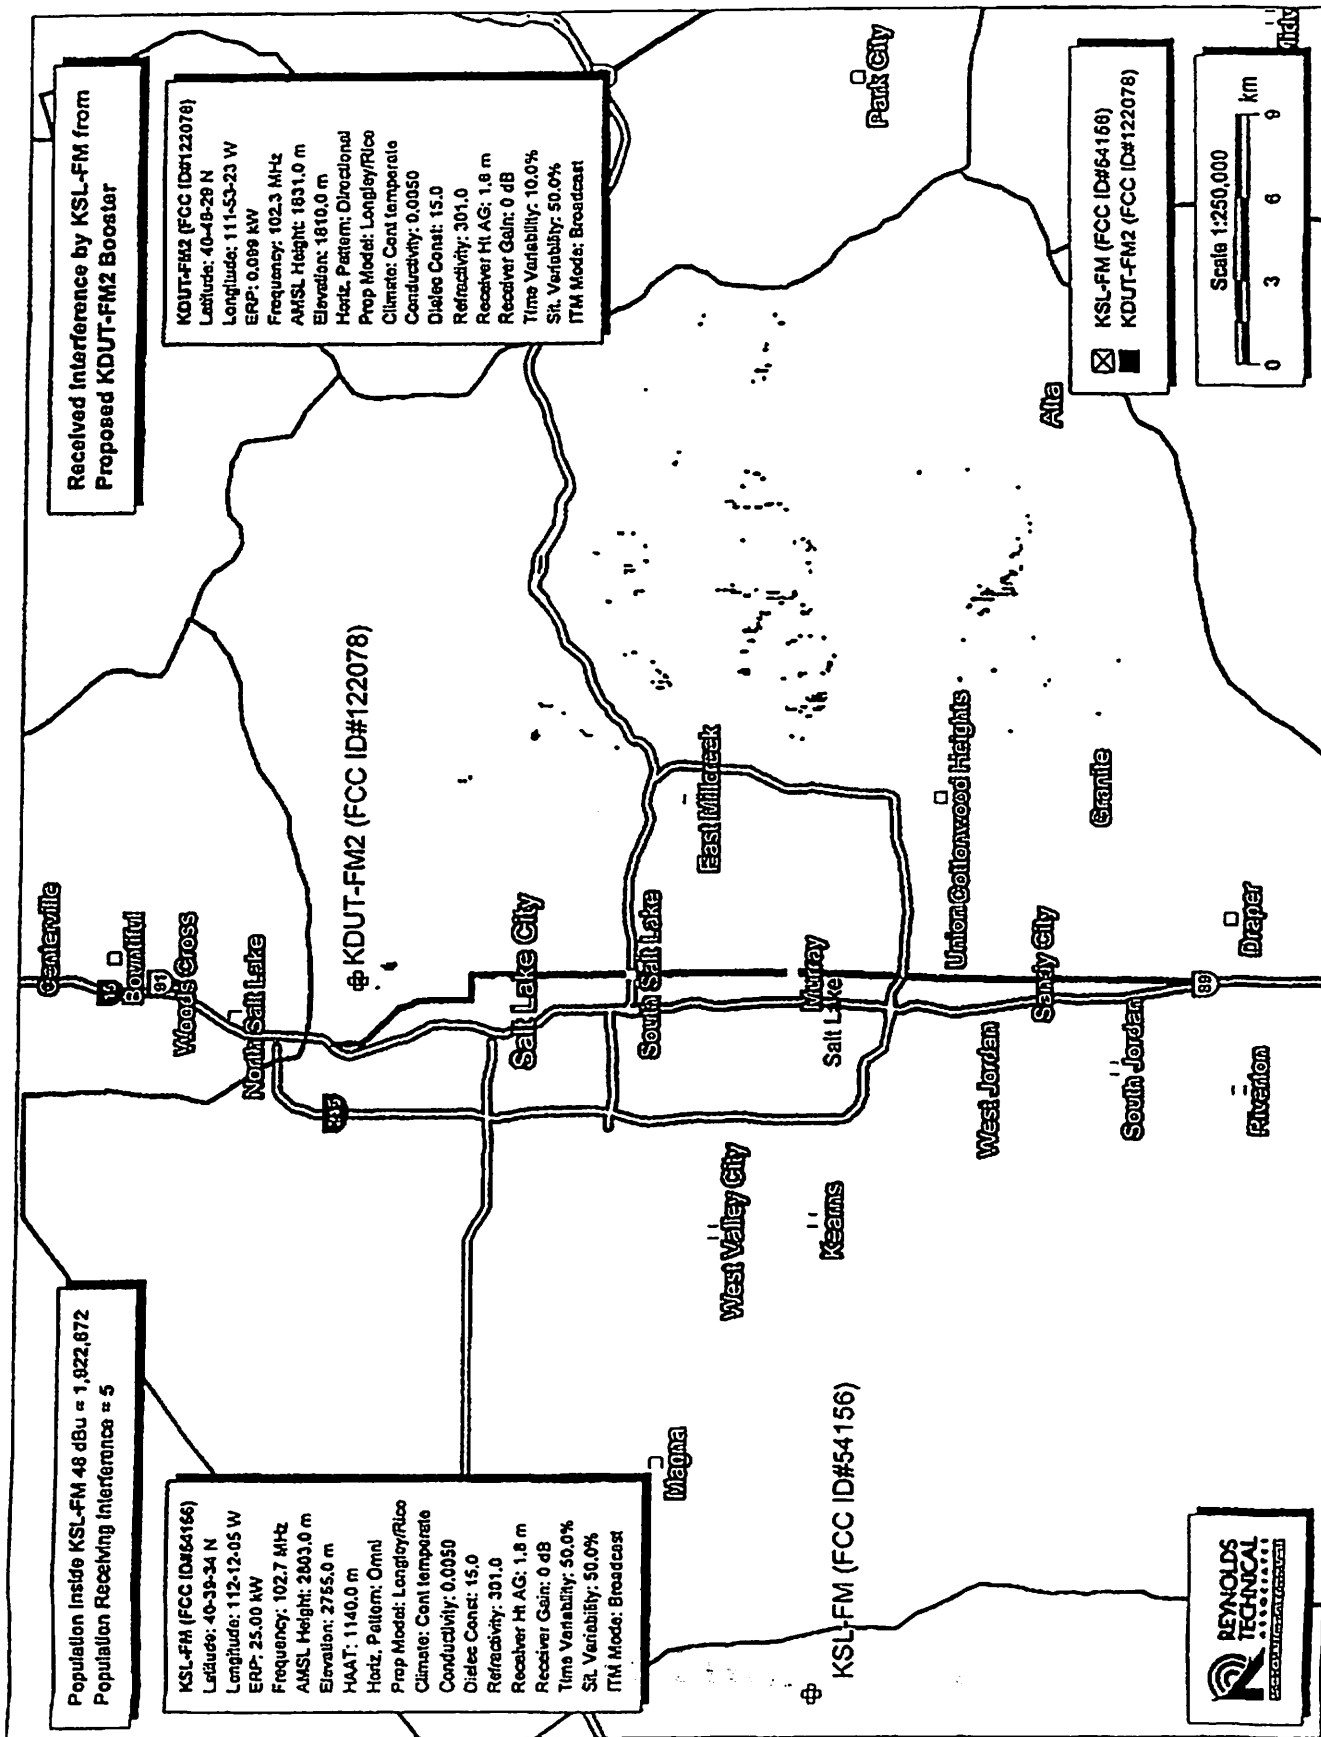 Received Interference by KSL-FM from
Proposed KDUT-FM2 Booster
KDUT-FM2 (FCC ID#122078)
Latitude: 40-48-29 N
Longitude: 111-53-23 W
ERP: 0.099 kW
Frequency: 102.3 MHz
AMSL Height: 1831.0 m
Elevation: 1810.0 m
Horiz. Pattern: Directional
Prop Model: Longley/Rice
Climate: Cont temperate
Conductivity: 0.0050
Dielec Const: 15.0
Refractivity: 301.0
Receiver Ht AG: 1.8 m
Receiver Gain: 0 dB
Time Variability: 10.0%
Sit. Variability: 50.0%
ITM Mode: Broadcast
Population Inside KSL-FM 48 dBu = 1,922,672
Population Receiving Interference = 5
KSL-FM (FCC ID#54156)
Latitude: 40-39-34 N
Longitude: 112-12-05 W
ERP: 25.00 kW
Frequency: 102.7 MHz
AMSL Height: 2803.0 m
Elevation: 2755.0 m
HAAT: 1140.0 m
Horiz. Pattern: Omni
Prop Model: Longley/Rice
Climate: Cont temperate
Conductivity: 0.0050
Dielec Const: 15.0
Refractivity: 301.0
Receiver Ht AG: 1.8 m
Receiver Gain: 0 dB
Time Variability: 50.0%
Sit. Variability: 50.0%
ITM Mode: Broadcast
Centerville
15
Bountiful
91
Woods Cross
North Salt Lake
KDUT-FM2 (FCC ID#122078)
215
Salt Lake City
South Salt Lake
East Millcreek
West Valley City
Magna
Murray
Salt Lake
Kearns
KSL-FM (FCC ID#54156)
Park City
Union Cottonwood Heights
West Jordan
Sandy City
Alta
Granite
South Jordan
89
Draper
Riverton
KSL-FM (FCC ID#54156)
KDUT-FM2 (FCC ID#122078)
Scale 1:250,000
0 3 6 9 km
REYNOLDS
TECHNICAL
ASSOCIATES